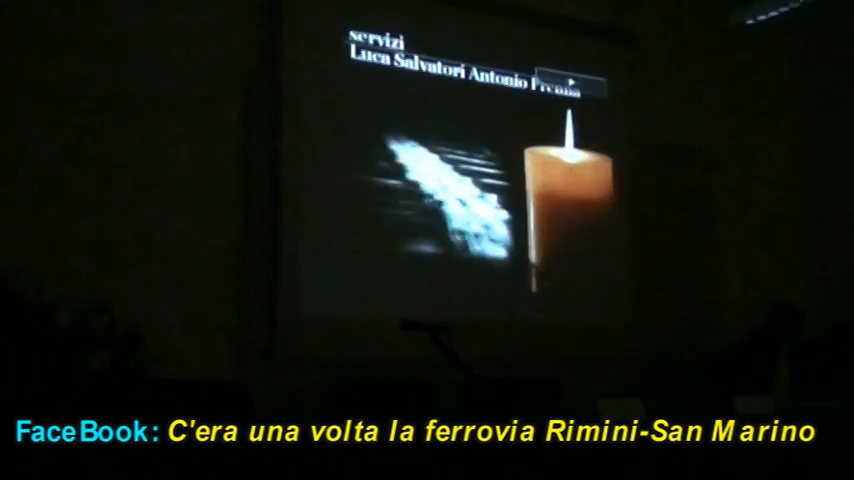 servizi
Luca Salvatori Antonio
FaceBook: C'era una volta la ferrovia Rimini-San Marino